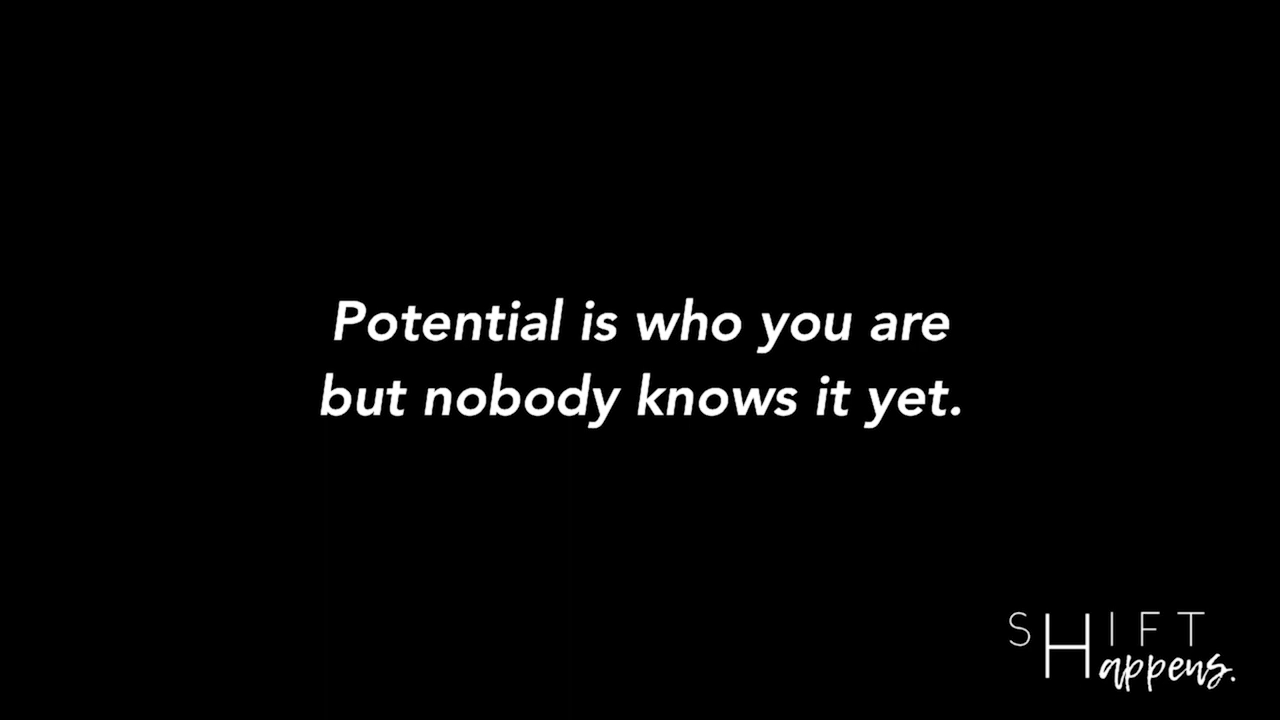 Potential is who you are
but nobody knows it yet.
SHIFT
Happens.